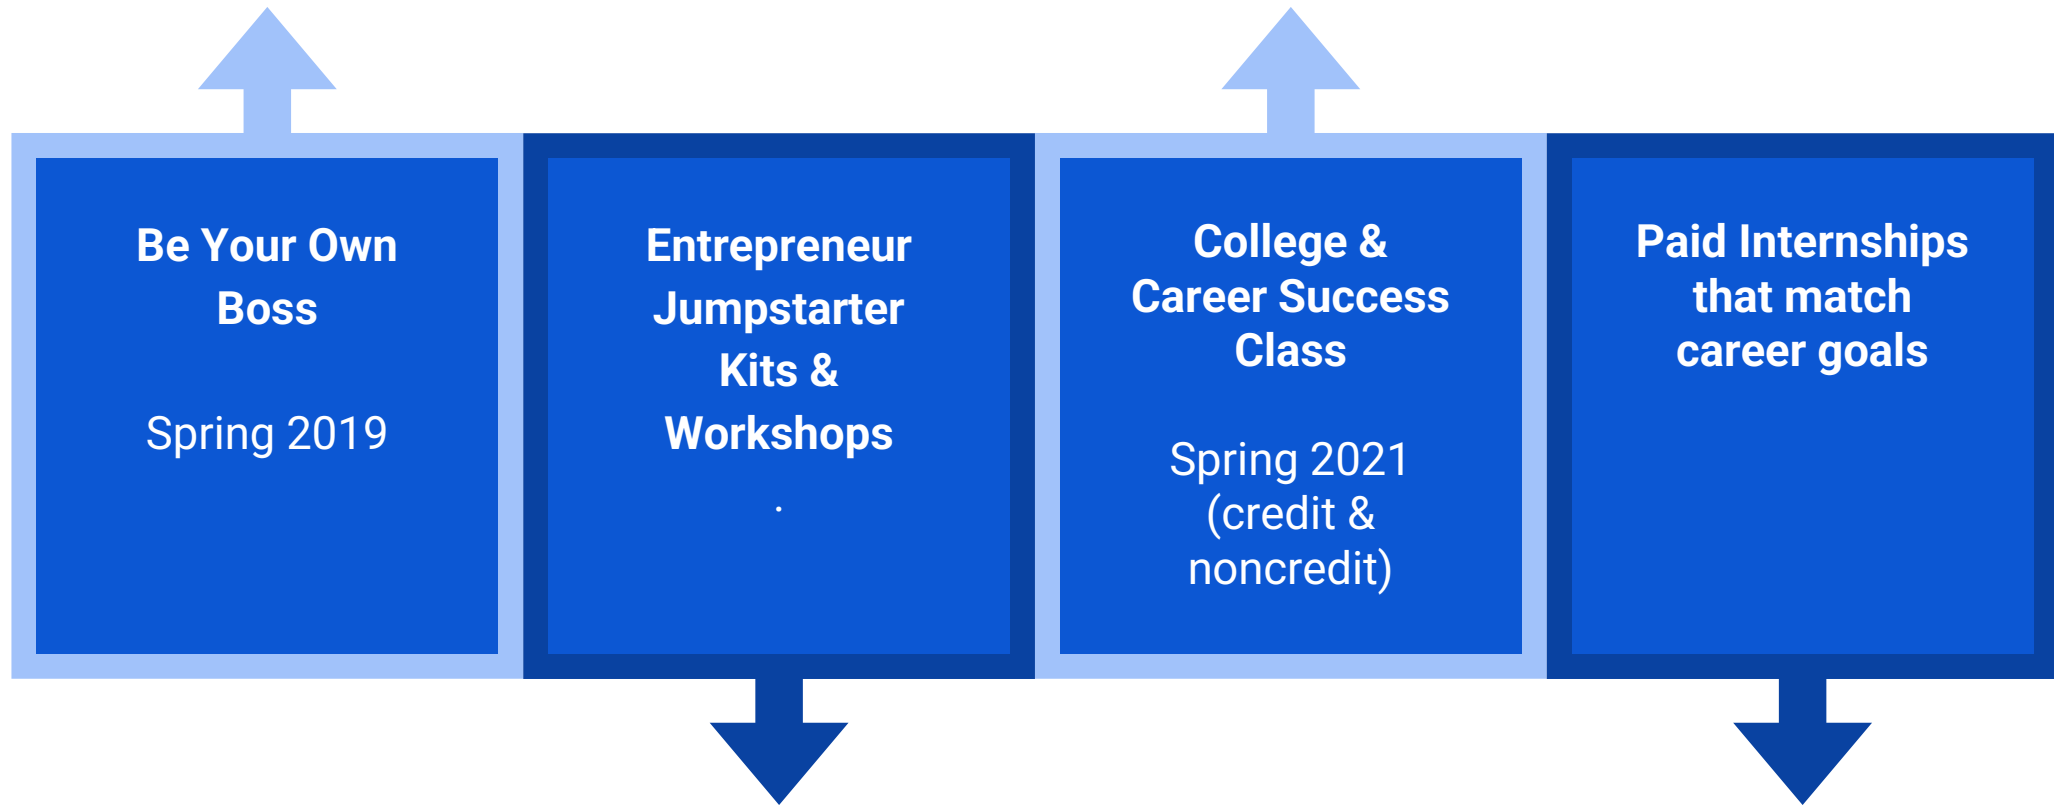 Be Your Own
Boss
Spring 2019
Entrepreneur
Jumpstarter
Kits &
Workshops
.
College &
Career Success
Class
Spring 2021
(credit &
noncredit)
Paid Internships
that match
career goals